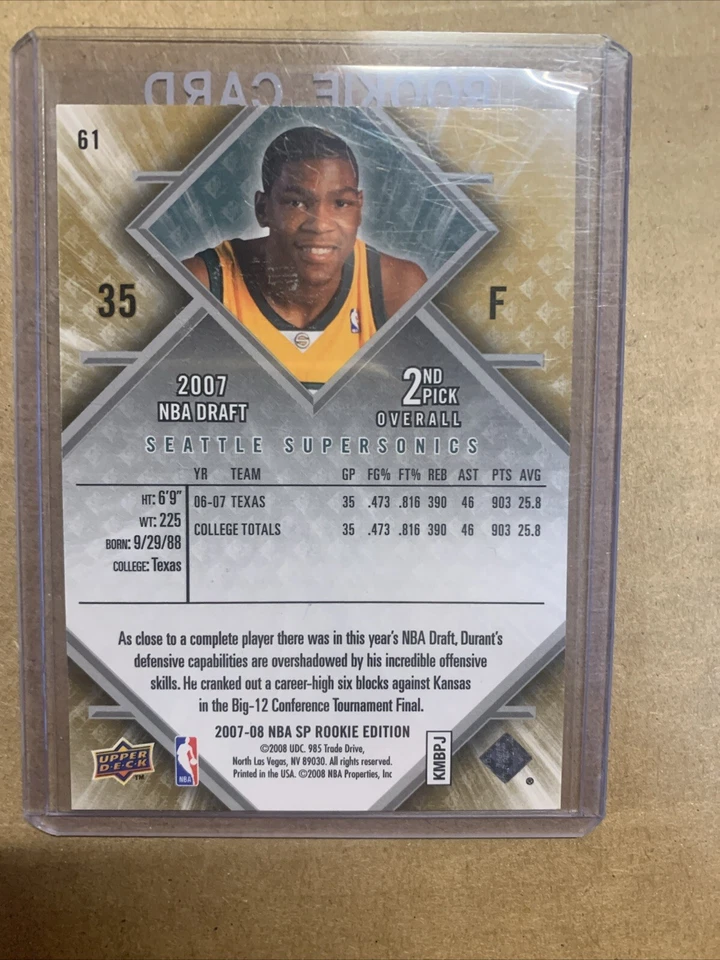 ROOKIE CARD
61
35
F
2007
NBA DRAFT
2ND
PICK
OVERALL
SEATTLE SUPERSONICS
YR TEAM GP FG% FT% REB AST PTS AVG
HT: 6'9"
WT: 225
BORN: 9/29/88
COLLEGE: Texas
06-07 TEXAS 35 .473 .816 390 46 903 25.8
COLLEGE TOTALS 35 .473 .816 390 46 903 25.8
As close to a complete player there was in this year's NBA Draft, Durant's
defensive capabilities are overshadowed by his incredible offensive
skills. He cranked out a career-high six blocks against Kansas
in the Big-12 Conference Tournament Final.
2007-08 NBA SP ROOKIE EDITION
©2008 UDC. 985 Trade Drive,
North Las Vegas, NV 89030. All rights reserved.
Printed in the USA. ©2008 NBA Properties, Inc
UPPER
DECK
TM
NBA
KMBPJ
®